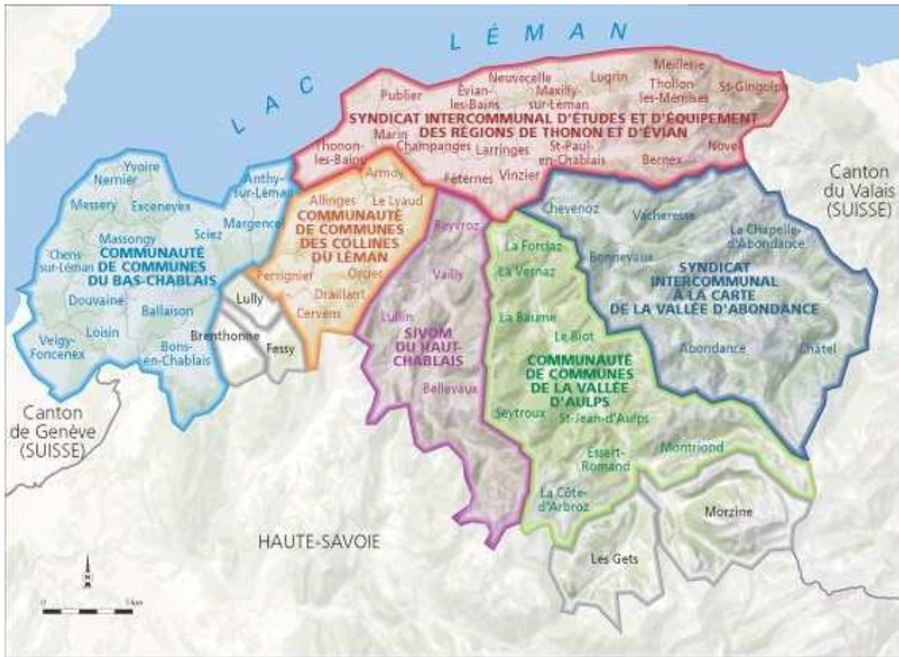 LAC LÉMAN
Meillerie
Neuvecelle
Lugrin
Thollon
les-Mémises
St-Gingolph
Publier
Évian-
les-Bains
Maxilly-
sur-Léman
SYNDICAT INTERCOMMUNAL D'ÉTUDES ET D'ÉQUIPEMENT
DES RÉGIONS DE THONON ET D'ÉVIAN
Marin
Champanges
Larringes
St-Paul-
en-Chablais
Thonon-
les-Bains
Bernex
Novel
Féternes
Vinzier
Canton
du Valais
(SUISSE)
Yvoire
Nernier
Messery
Excenevex
Anthy-
sur-Léman
Margencel
Sciez
Massongy
Chens-
sur-Léman
COMMUNAUTÉ
DE COMMUNES
DU BAS-CHABLAIS
Douvaine
Ballaison
Loisin
Veigy-
Foncenex
Bons-
en-Chablais
Armoy
Allinges
Le Lyaud
COMMUNAUTÉ
DE COMMUNES
DES COLLINES
DU LÉMAN
Perrignier
Orcier
Draillant
Cervens
Lully
Brenthonne
Fessy
Reyvroz
Vailly
Lullin
SIVOM
DU HAUT-
CHABLAIS
Bellevaux
Chevenoz
Vacheresse
La Chapelle-
d'Abondance
Bonnevaux
SYNDICAT
INTERCOMMUNAL
À LA CARTE
DE LA VALLÉE D'ABONDANCE
Abondance
Châtel
La Forclaz
La Vernaz
La Baume
Le Biot
COMMUNAUTÉ
DE COMMUNES
DE LA VALLÉE
D'AULPS
Seytroux
St-Jean-d'Aulps
Montriond
Essert-
Romand
La Côte-
d'Arbroz
Morzine
Les Gets
Canton
de Genève
(SUISSE)
HAUTE-SAVOIE
N
0 5 km